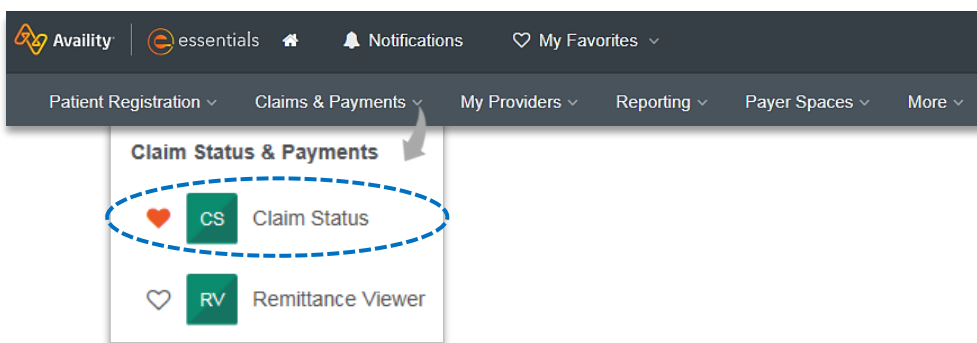 Availity essentials Notifications My Favorites
Patient Registration Claims & Payments My Providers Reporting Payer Spaces More
Claim Status & Payments
CS Claim Status
RV Remittance Viewer